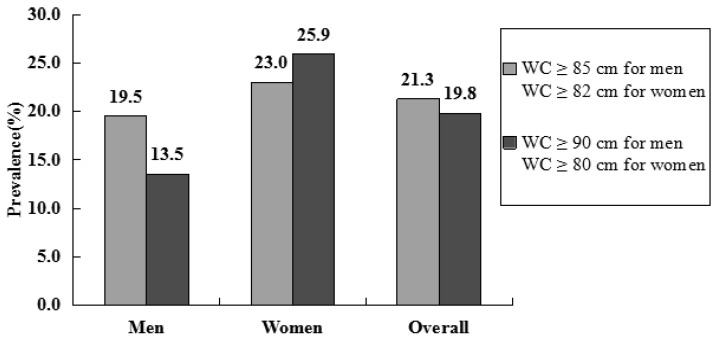 30.0
25.0
20.0
15.0
10.0
5.0
0.0
Prevalence(%)
19.5
13.5
23.0
25.9
21.3
19.8
Men
Women
Overall
WC ≥ 85 cm for men
WC ≥ 82 cm for women
WC ≥ 90 cm for men
WC ≥ 80 cm for women